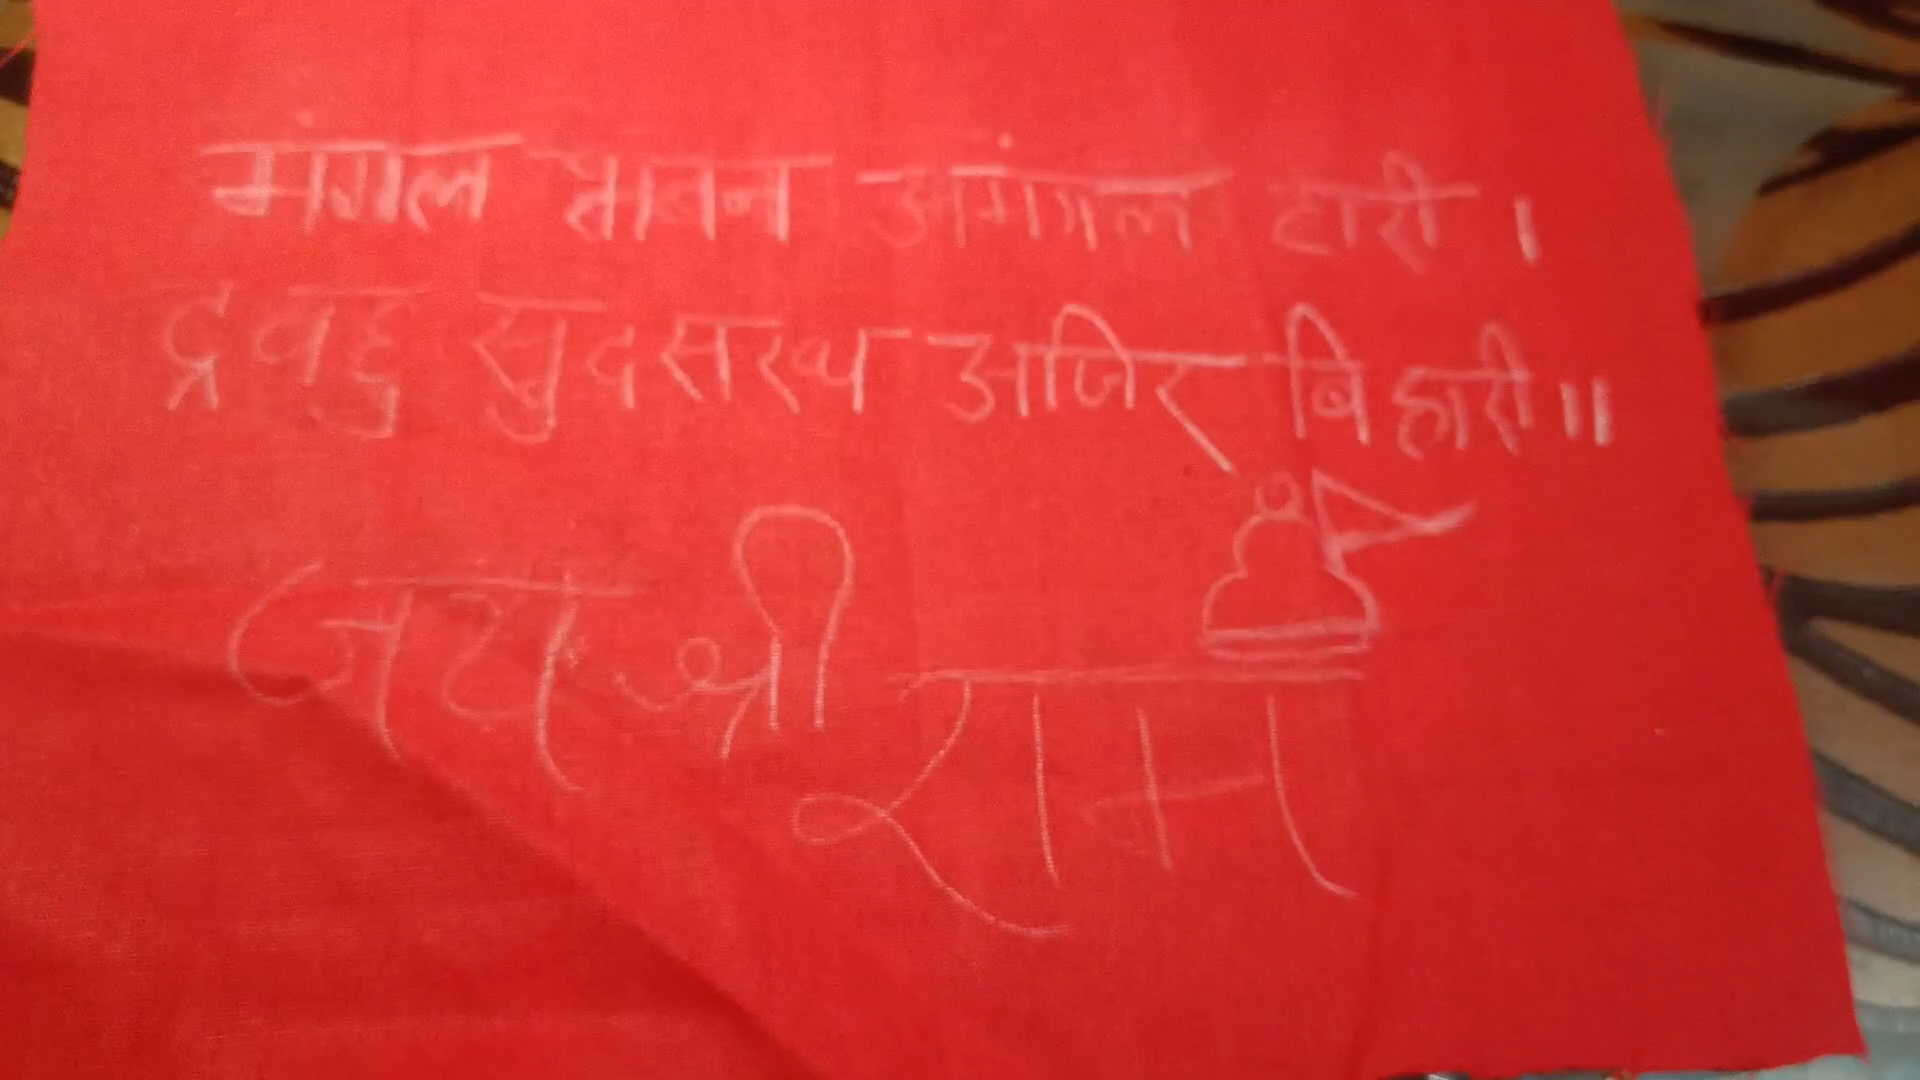 मंगल भवन अमंगल हारी ।
द्रवहु सुदसरथ अजिर बिहारी ॥
जय श्री राम